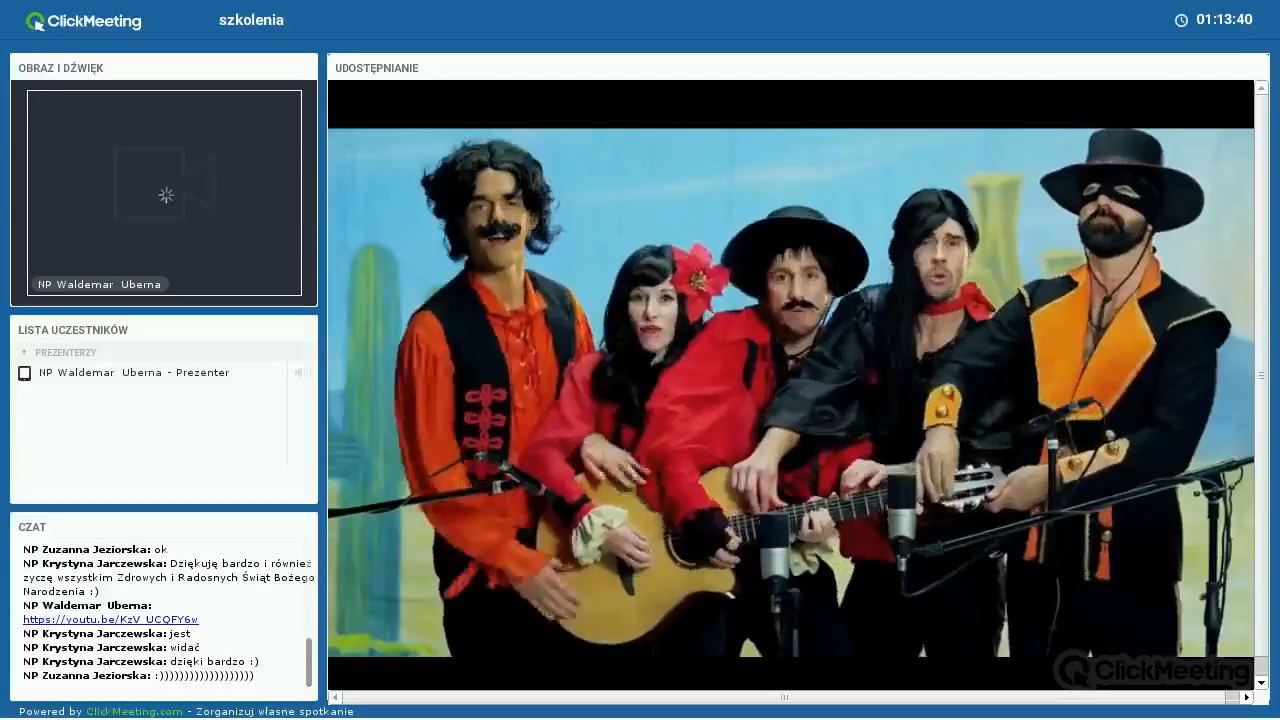 ClickMeeting
szkolenia
01:13:40
OBRAZ I DŹWIĘK
NP Waldemar Uberna
LISTA UCZESTNIKÓW
PREZENTERZY
NP Waldemar Uberna - Prezenter
CZAT
NP Zuzanna Jeziorska: ok
NP Krystyna Jarczewska: Dziękuję bardzo i również
zyczę wszystkim Zdrowych i Radosnych Świąt Bożego
Narodzenia :)
NP Waldemar Uberna:
https://youtu.be/KzV_UCQFY6w
NP Krystyna Jarczewska: jest
NP Krystyna Jarczewska: widać
NP Krystyna Jarczewska: dzięki bardzo :)
NP Zuzanna Jeziorska: :)))))))))))))))))))
Powered by ClickMeeting.com - Zorganizuj własne spotkanie
UDOSTĘPNIANIE
ClickMeeting